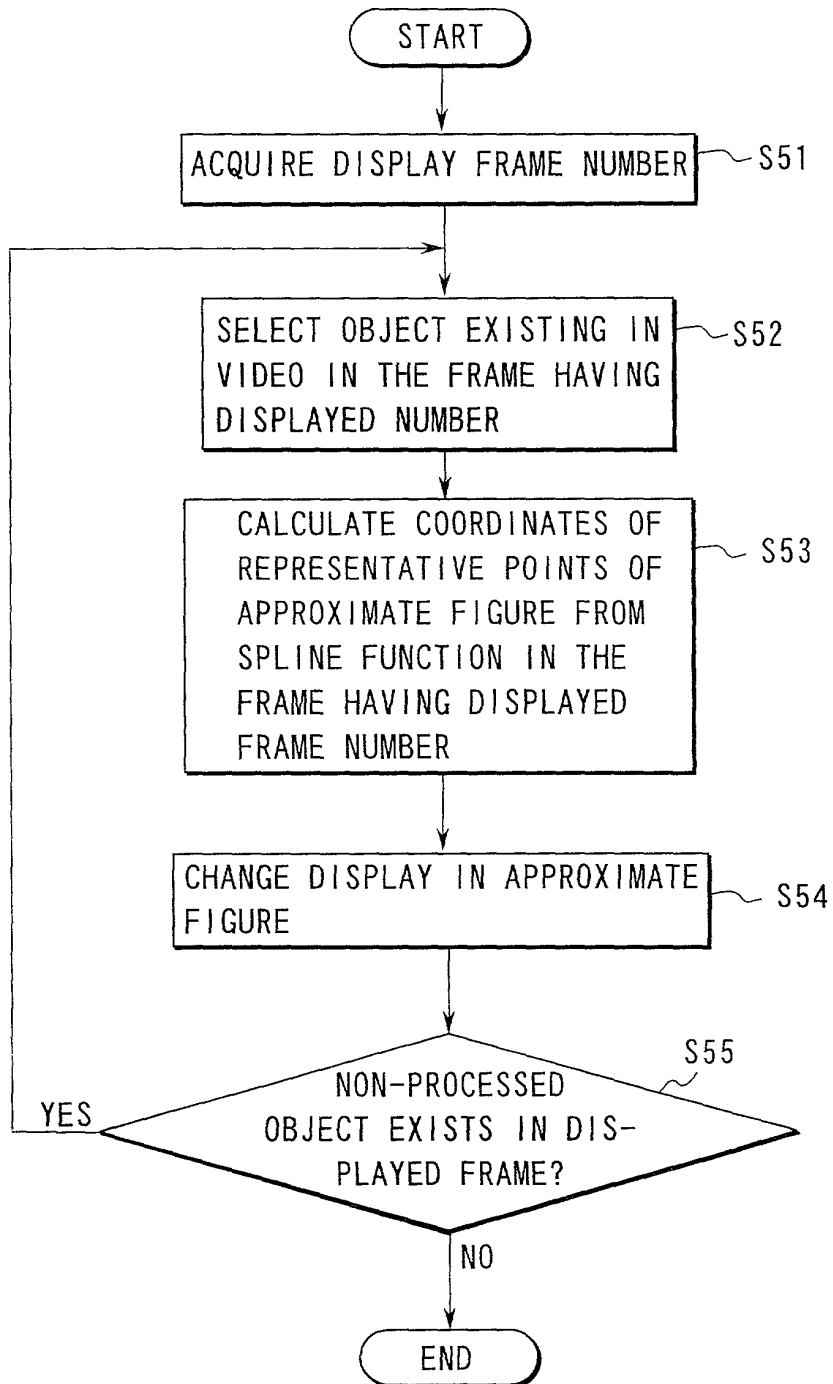 START
ACQUIRE DISPLAY FRAME NUMBER
S51
SELECT OBJECT EXISTING IN
VIDEO IN THE FRAME HAVING
DISPLAYED NUMBER
S52
CALCULATE COORDINATES OF
REPRESENTATIVE POINTS OF
APPROXIMATE FIGURE FROM
SPLINE FUNCTION IN THE
FRAME HAVING DISPLAYED
FRAME NUMBER
S53
CHANGE DISPLAY IN APPROXIMATE
FIGURE
S54
S55
NON-PROCESSED
OBJECT EXISTS IN DIS-
PLAYED FRAME?
YES
NO
END